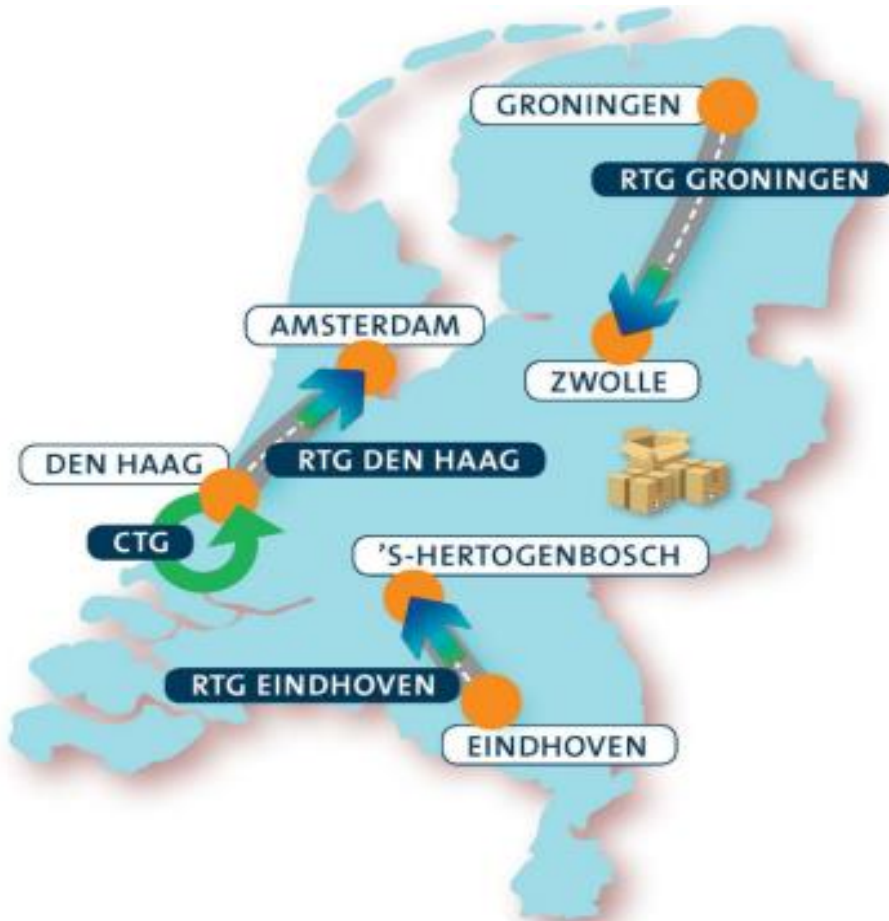 GRONINGEN
RTG GRONINGEN
AMSTERDAM
ZWOLLE
DEN HAAG
RTG DEN HAAG
CTG
'S-HERTOGENBOSCH
RTG EINDHOVEN
EINDHOVEN